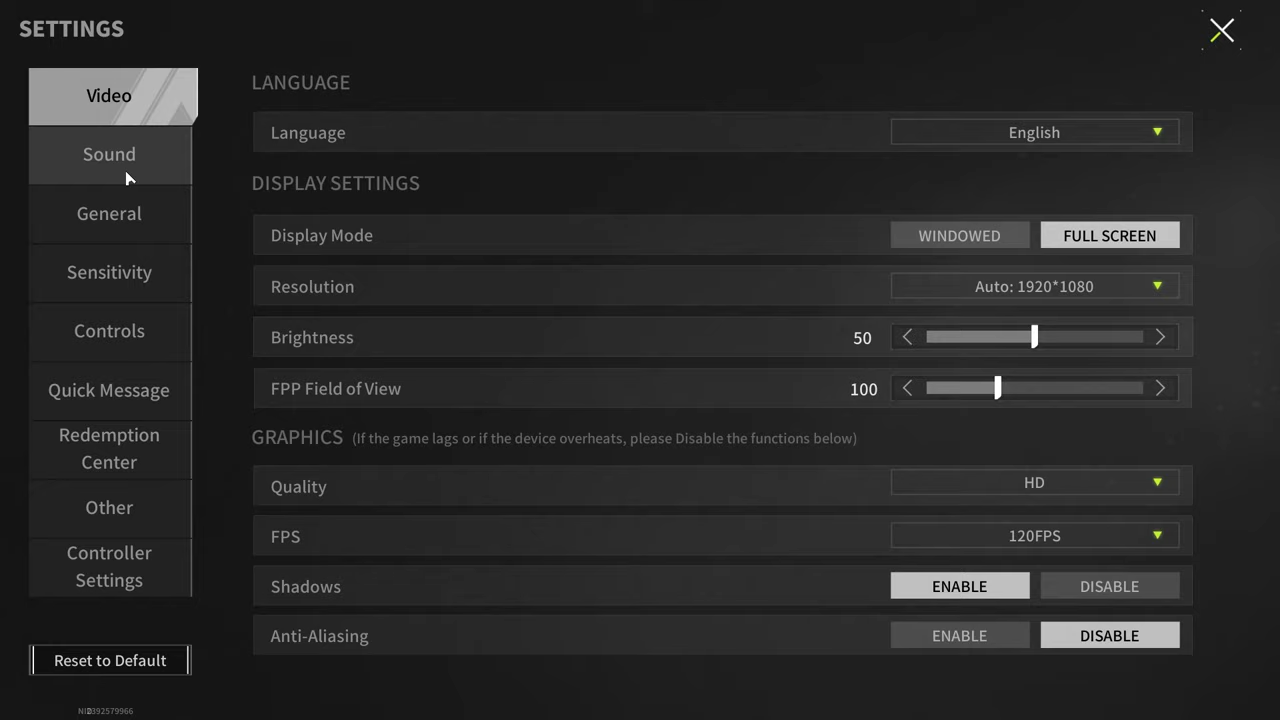 SETTINGS
Video
Sound
General
Sensitivity
Controls
Quick Message
Redemption
Center
Other
Controller
Settings
Reset to Default
LANGUAGE
Language
English
DISPLAY SETTINGS
Display Mode
WINDOWED
FULL SCREEN
Resolution
Auto: 1920*1080
Brightness
50
FPP Field of View
100
GRAPHICS (If the game lags or if the device overheats, please Disable the functions below)
Quality
HD
FPS
120FPS
Shadows
ENABLE
DISABLE
Anti-Aliasing
ENABLE
DISABLE